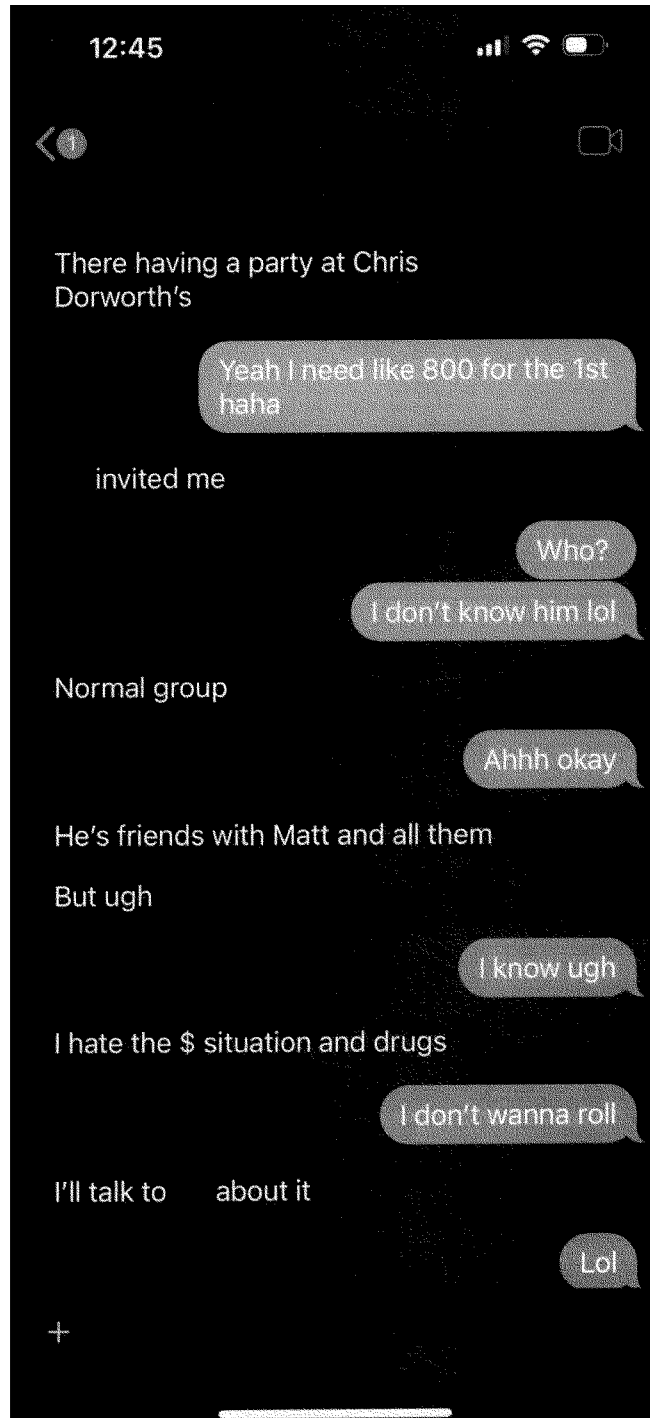 12:45
1
There having a party at Chris
Dorworth's
Yeah I need like 800 for the 1st
haha
invited me
Who?
I don't know him lol
Normal group
Ahhh okay
He's friends with Matt and all them
But ugh
I know ugh
I hate the $ situation and drugs
I don't wanna roll
I'll talk to about it
Lol
+